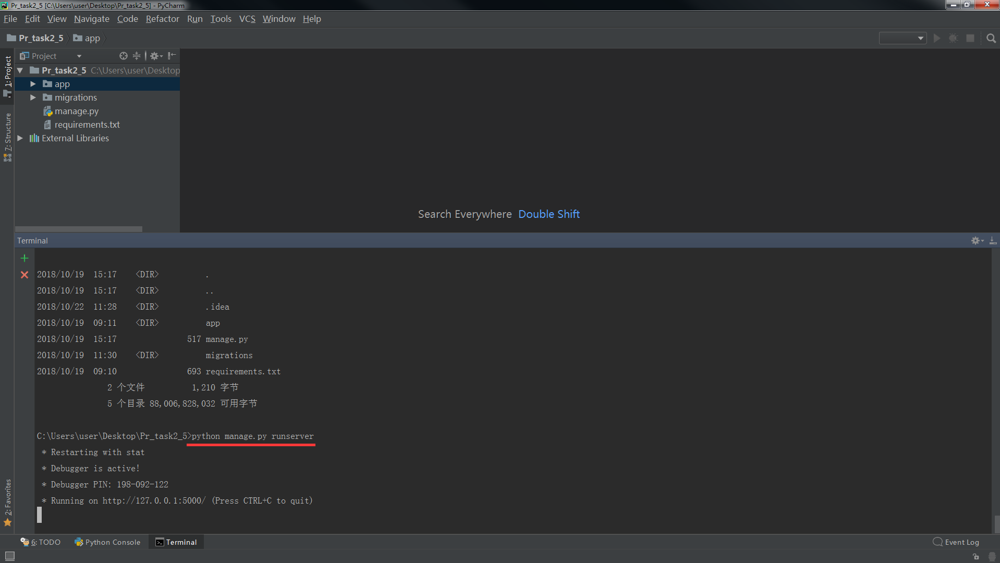 Pr_task2_5 [C:\Users\user\Desktop\Pr_task2_5] - PyCharm
File Edit View Navigate Code Refactor Run Tools VCS Window Help
Pr_task2_5 app
Project
1: Project
Pr_task2_5 C:\Users\user\Desktop
app
migrations
manage.py
requirements.txt
External Libraries
7: Structure
Search Everywhere Double Shift
Terminal
2018/10/19 15:17 <DIR> .
2018/10/19 15:17 <DIR> ..
2018/10/22 11:28 <DIR> .idea
2018/10/19 09:11 <DIR> app
2018/10/19 15:17 517 manage.py
2018/10/19 11:30 <DIR> migrations
2018/10/19 09:10 693 requirements.txt
2 个文件 1,210 字节
5 个目录 88,006,828,032 可用字节
C:\Users\user\Desktop\Pr_task2_5>python manage.py runserver
* Restarting with stat
* Debugger is active!
* Debugger PIN: 198-092-122
* Running on http://127.0.0.1:5000/ (Press CTRL+C to quit)
2: Favorites
6: TODO Python Console Terminal Event Log